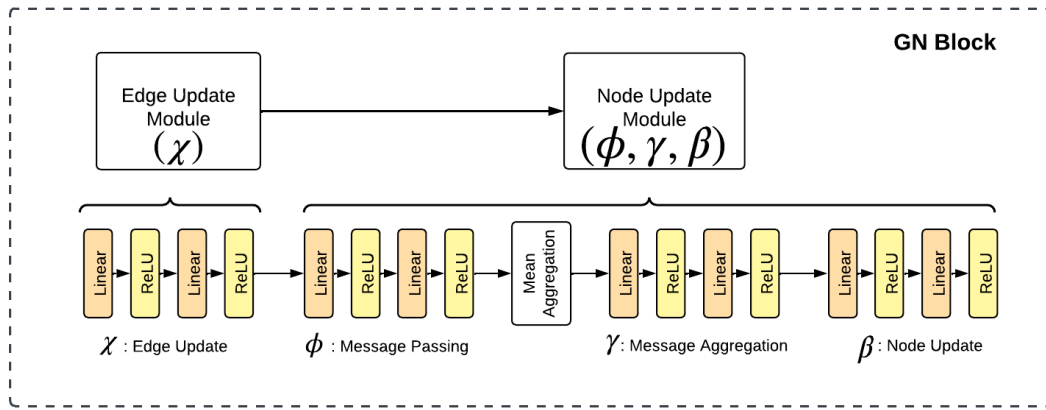 GN Block
Edge Update
Module
(χ)
Node Update
Module
(ϕ, γ, β)
Linear
ReLU
Linear
ReLU
Linear
ReLU
Linear
ReLU
Mean
Aggregation
Linear
ReLU
Linear
ReLU
Linear
ReLU
Linear
ReLU
χ : Edge Update
ϕ : Message Passing
γ : Message Aggregation
β : Node Update